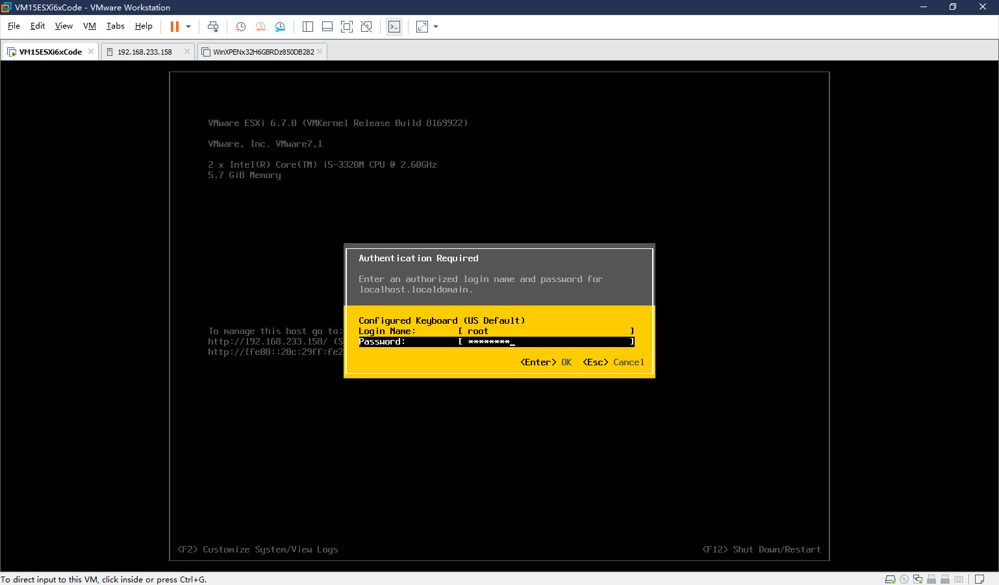 VM15ESXi6xCode - VMware Workstation
File Edit View VM Tabs Help
VM15ESXi6xCode
192.168.233.158
WinXPENx32H6GBRDz850DB282
VMware ESXi 6.7.0 (VMKernel Release Build 8169922)
VMware, Inc. VMware7,1
2 x Intel(R) Core(TM) i5-3320M CPU @ 2.60GHz
5.7 GiB Memory
Authentication Required
Enter an authorized login name and password for
localhost.localdomain.
Configured Keyboard (US Default)
Login Name: [ root ]
Password: [ ********_ ]
<Enter> OK <Esc> Cancel
To manage this host go to:
http://192.168.233.158/ (S
http://[fe80::20c:29ff:fe2
<F2> Customize System/View Logs
<F12> Shut Down/Restart
To direct input to this VM, click inside or press Ctrl+G.